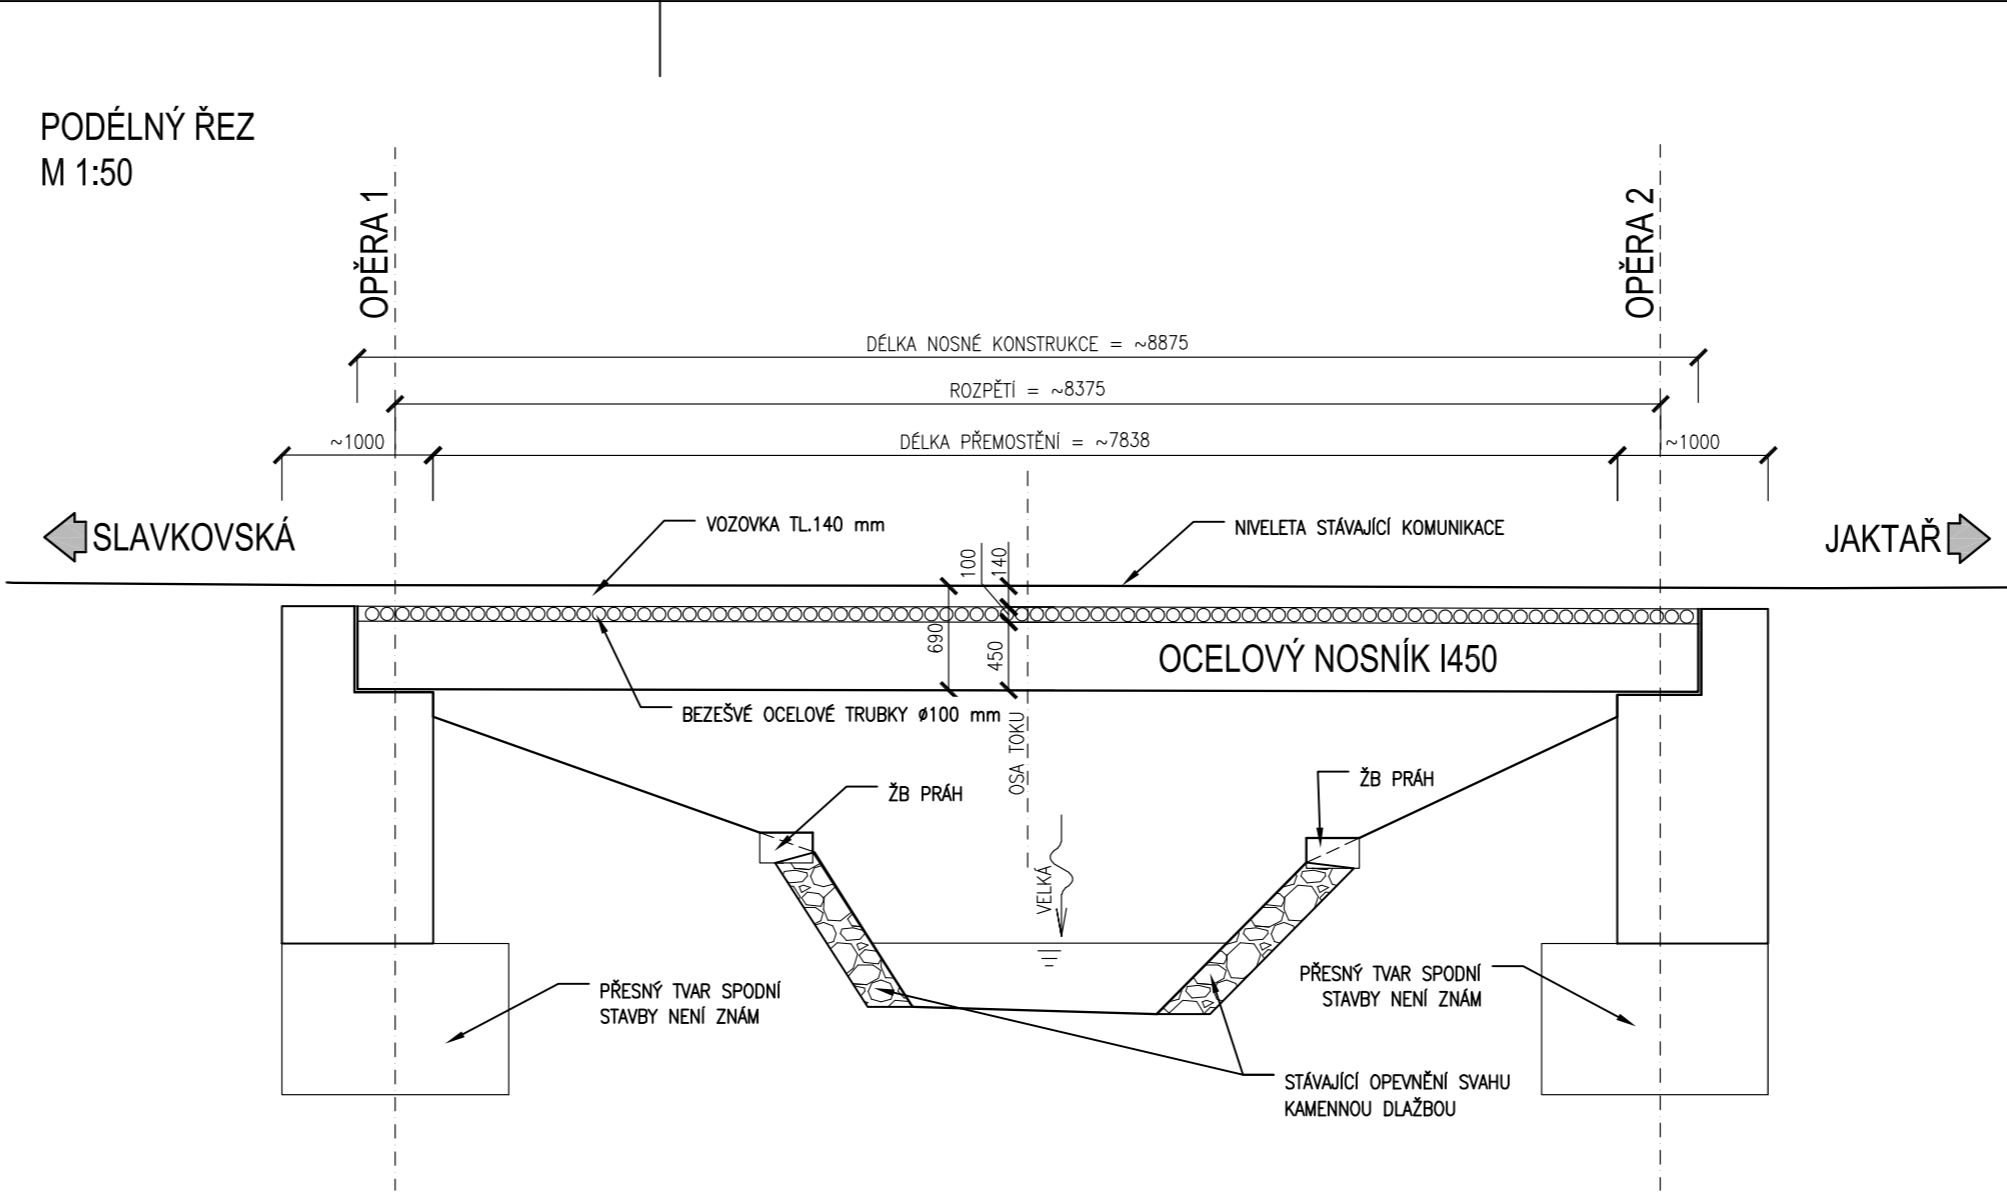 PODÉLNÝ ŘEZ
M 1:50
OPĚRA 1
OPĚRA 2
DÉLKA NOSNÉ KONSTRUKCE = ~8875
ROZPĚTÍ = ~8375
~1000
DÉLKA PŘEMOSTĚNÍ = ~7838
~1000
SLAVKOVSKÁ
VOZOVKA TL.140 mm
NIVELETA STÁVAJÍCÍ KOMUNIKACE
JAKTAŘ
100
140
690
450
OCELOVÝ NOSNÍK I450
BEZEŠVÉ OCELOVÉ TRUBKY ø100 mm
OSA TOKU
ŽB PRÁH
ŽB PRÁH
VELKÁ
PŘESNÝ TVAR SPODNÍ
STAVBY NENÍ ZNÁM
PŘESNÝ TVAR SPODNÍ
STAVBY NENÍ ZNÁM
STÁVAJÍCÍ OPEVNĚNÍ SVAHU
KAMENNOU DLAŽBOU